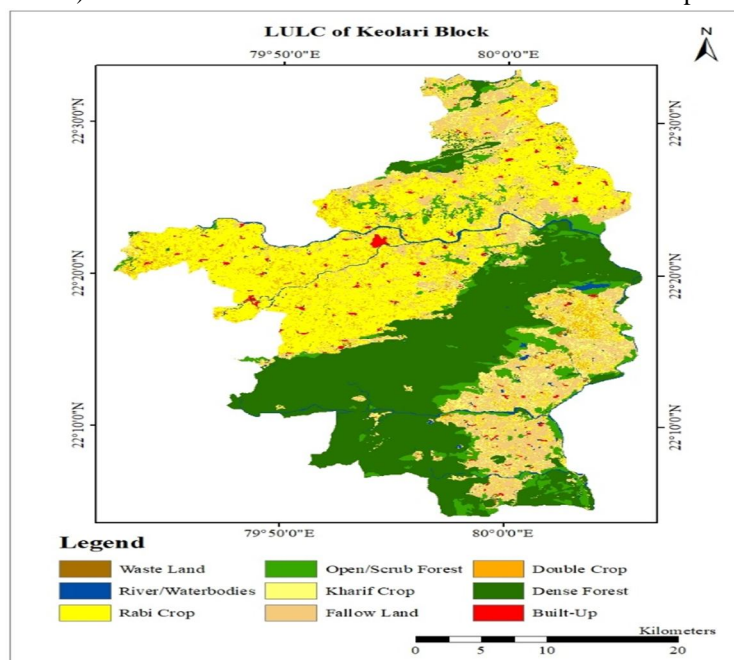 LULC of Keolari Block
N
79°50'0"E 80°0'0"E
22°30'0"N 22°30'0"N
22°20'0"N 22°20'0"N
22°10'0"N 22°10'0"N
79°50'0"E 80°0'0"E
Legend
Waste Land Open/Scrub Forest Double Crop
River/Waterbodies Kharif Crop Dense Forest
Rabi Crop Fallow Land Built-Up
Kilometers
0 5 10 20